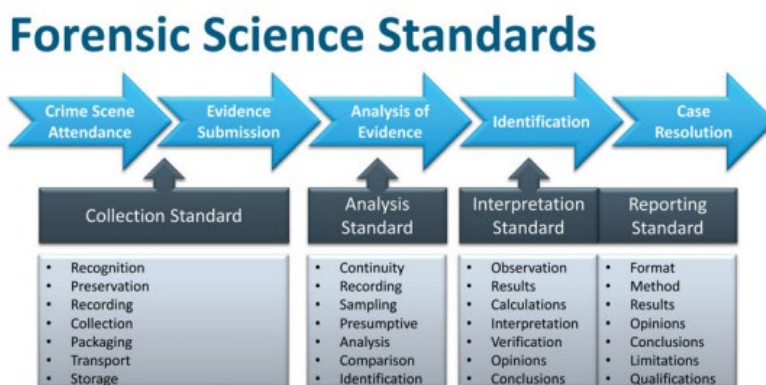 Forensic Science Standards
Crime Scene
Attendance
Evidence
Submission
Analysis of
Evidence
Identification
Case
Resolution
Collection Standard
Analysis
Standard
Interpretation
Standard
Reporting
Standard
• Recognition
• Preservation
• Recording
• Collection
• Packaging
• Transport
• Storage
• Continuity
• Recording
• Sampling
• Presumptive
• Analysis
• Comparison
• Identification
• Observation
• Results
• Calculations
• Interpretation
• Verification
• Opinions
• Conclusions
• Format
• Method
• Results
• Opinions
• Conclusions
• Limitations
• Qualifications